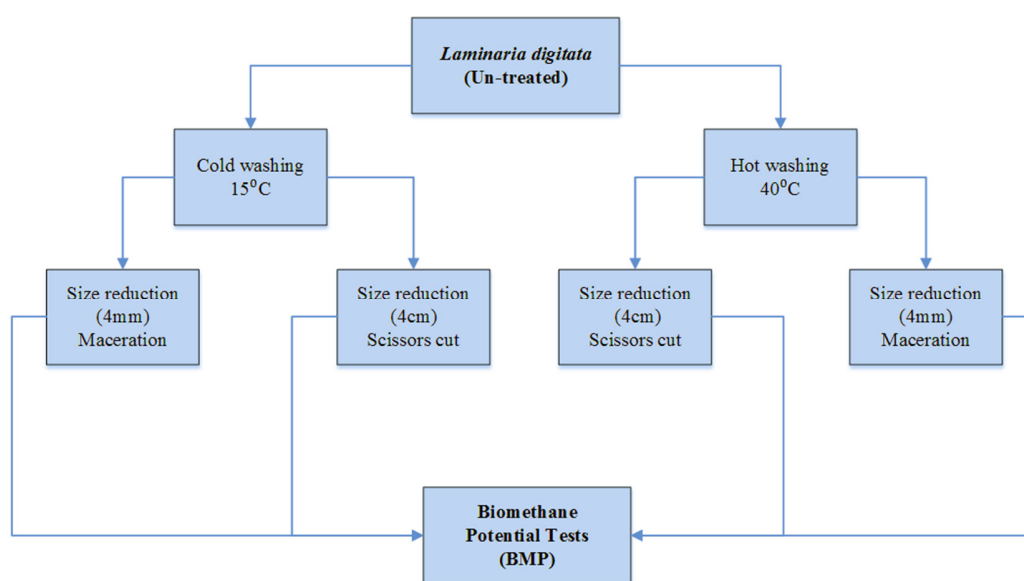 Laminaria digitata
(Un-treated)
Cold washing
15⁰C
Hot washing
40⁰C
Size reduction
(4mm)
Maceration
Size reduction
(4cm)
Scissors cut
Size reduction
(4cm)
Scissors cut
Size reduction
(4mm)
Maceration
Biomethane
Potential Tests
(BMP)